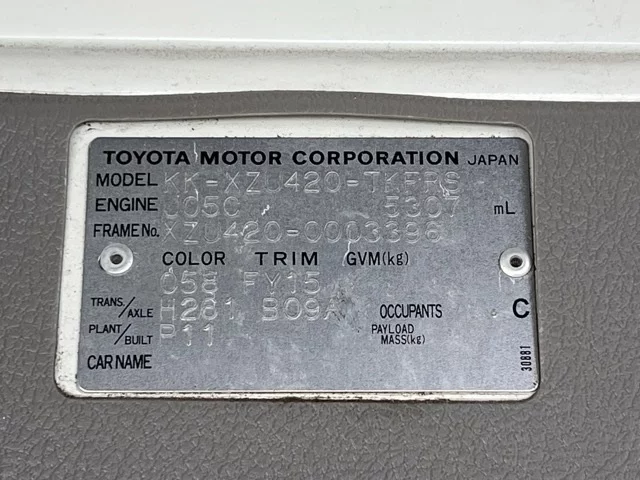 TOYOTA MOTOR CORPORATION JAPAN
MODEL KK-XZU420-TKFRS
ENGINE J05C 5307 mL
FRAME No. XZU420-0003396
COLOR TRIM GVM(kg)
058 FY15
TRANS./AXLE H281 B09A OCCUPANTS C
PLANT/BUILT P11 PAYLOAD MASS(kg)
CAR NAME
30BB1